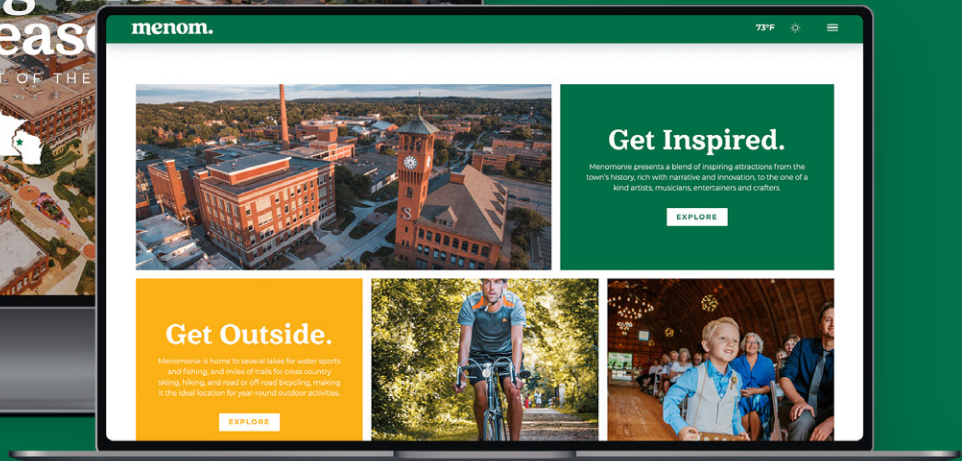 menom.
73°F
T OF THE
Get Inspired.
Menomonie presents a blend of inspiring attractions from the
town's history, rich with narrative and innovation, to the one of a
kind artists, musicians, entertainers and crafters.
EXPLORE
S
Get Outside.
Menomonie is home to several lakes for water sports
and fishing, and miles of trails for cross country
skiing, hiking, and road or off-road bicycling, making
it the ideal location for year-round outdoor activities.
EXPLORE